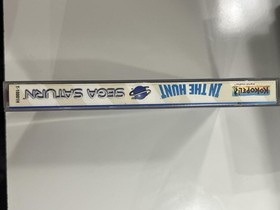 KOKOPELI
IN THE HUNT
SEGA SATURN